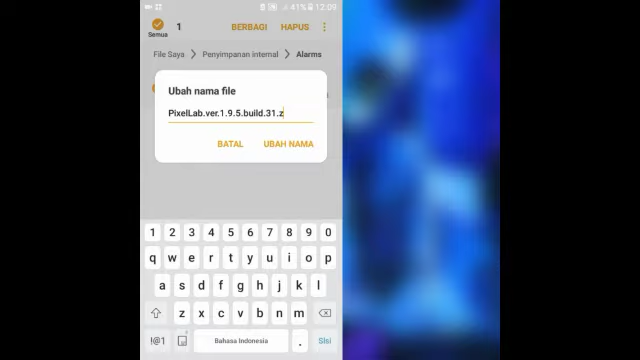 41% 12:09
Semua
1
BERBAGI HAPUS
File Saya > Penyimpanan internal > Alarms
Ubah nama file
PixelLab.ver.1.9.5.build.31.z
BATAL UBAH NAMA
1 2 3 4 5 6 7 8 9 0
q w e r t y u i o p
a s d f g h j k l
z x c v b n m
!@1 Bahasa Indonesia . Slsi